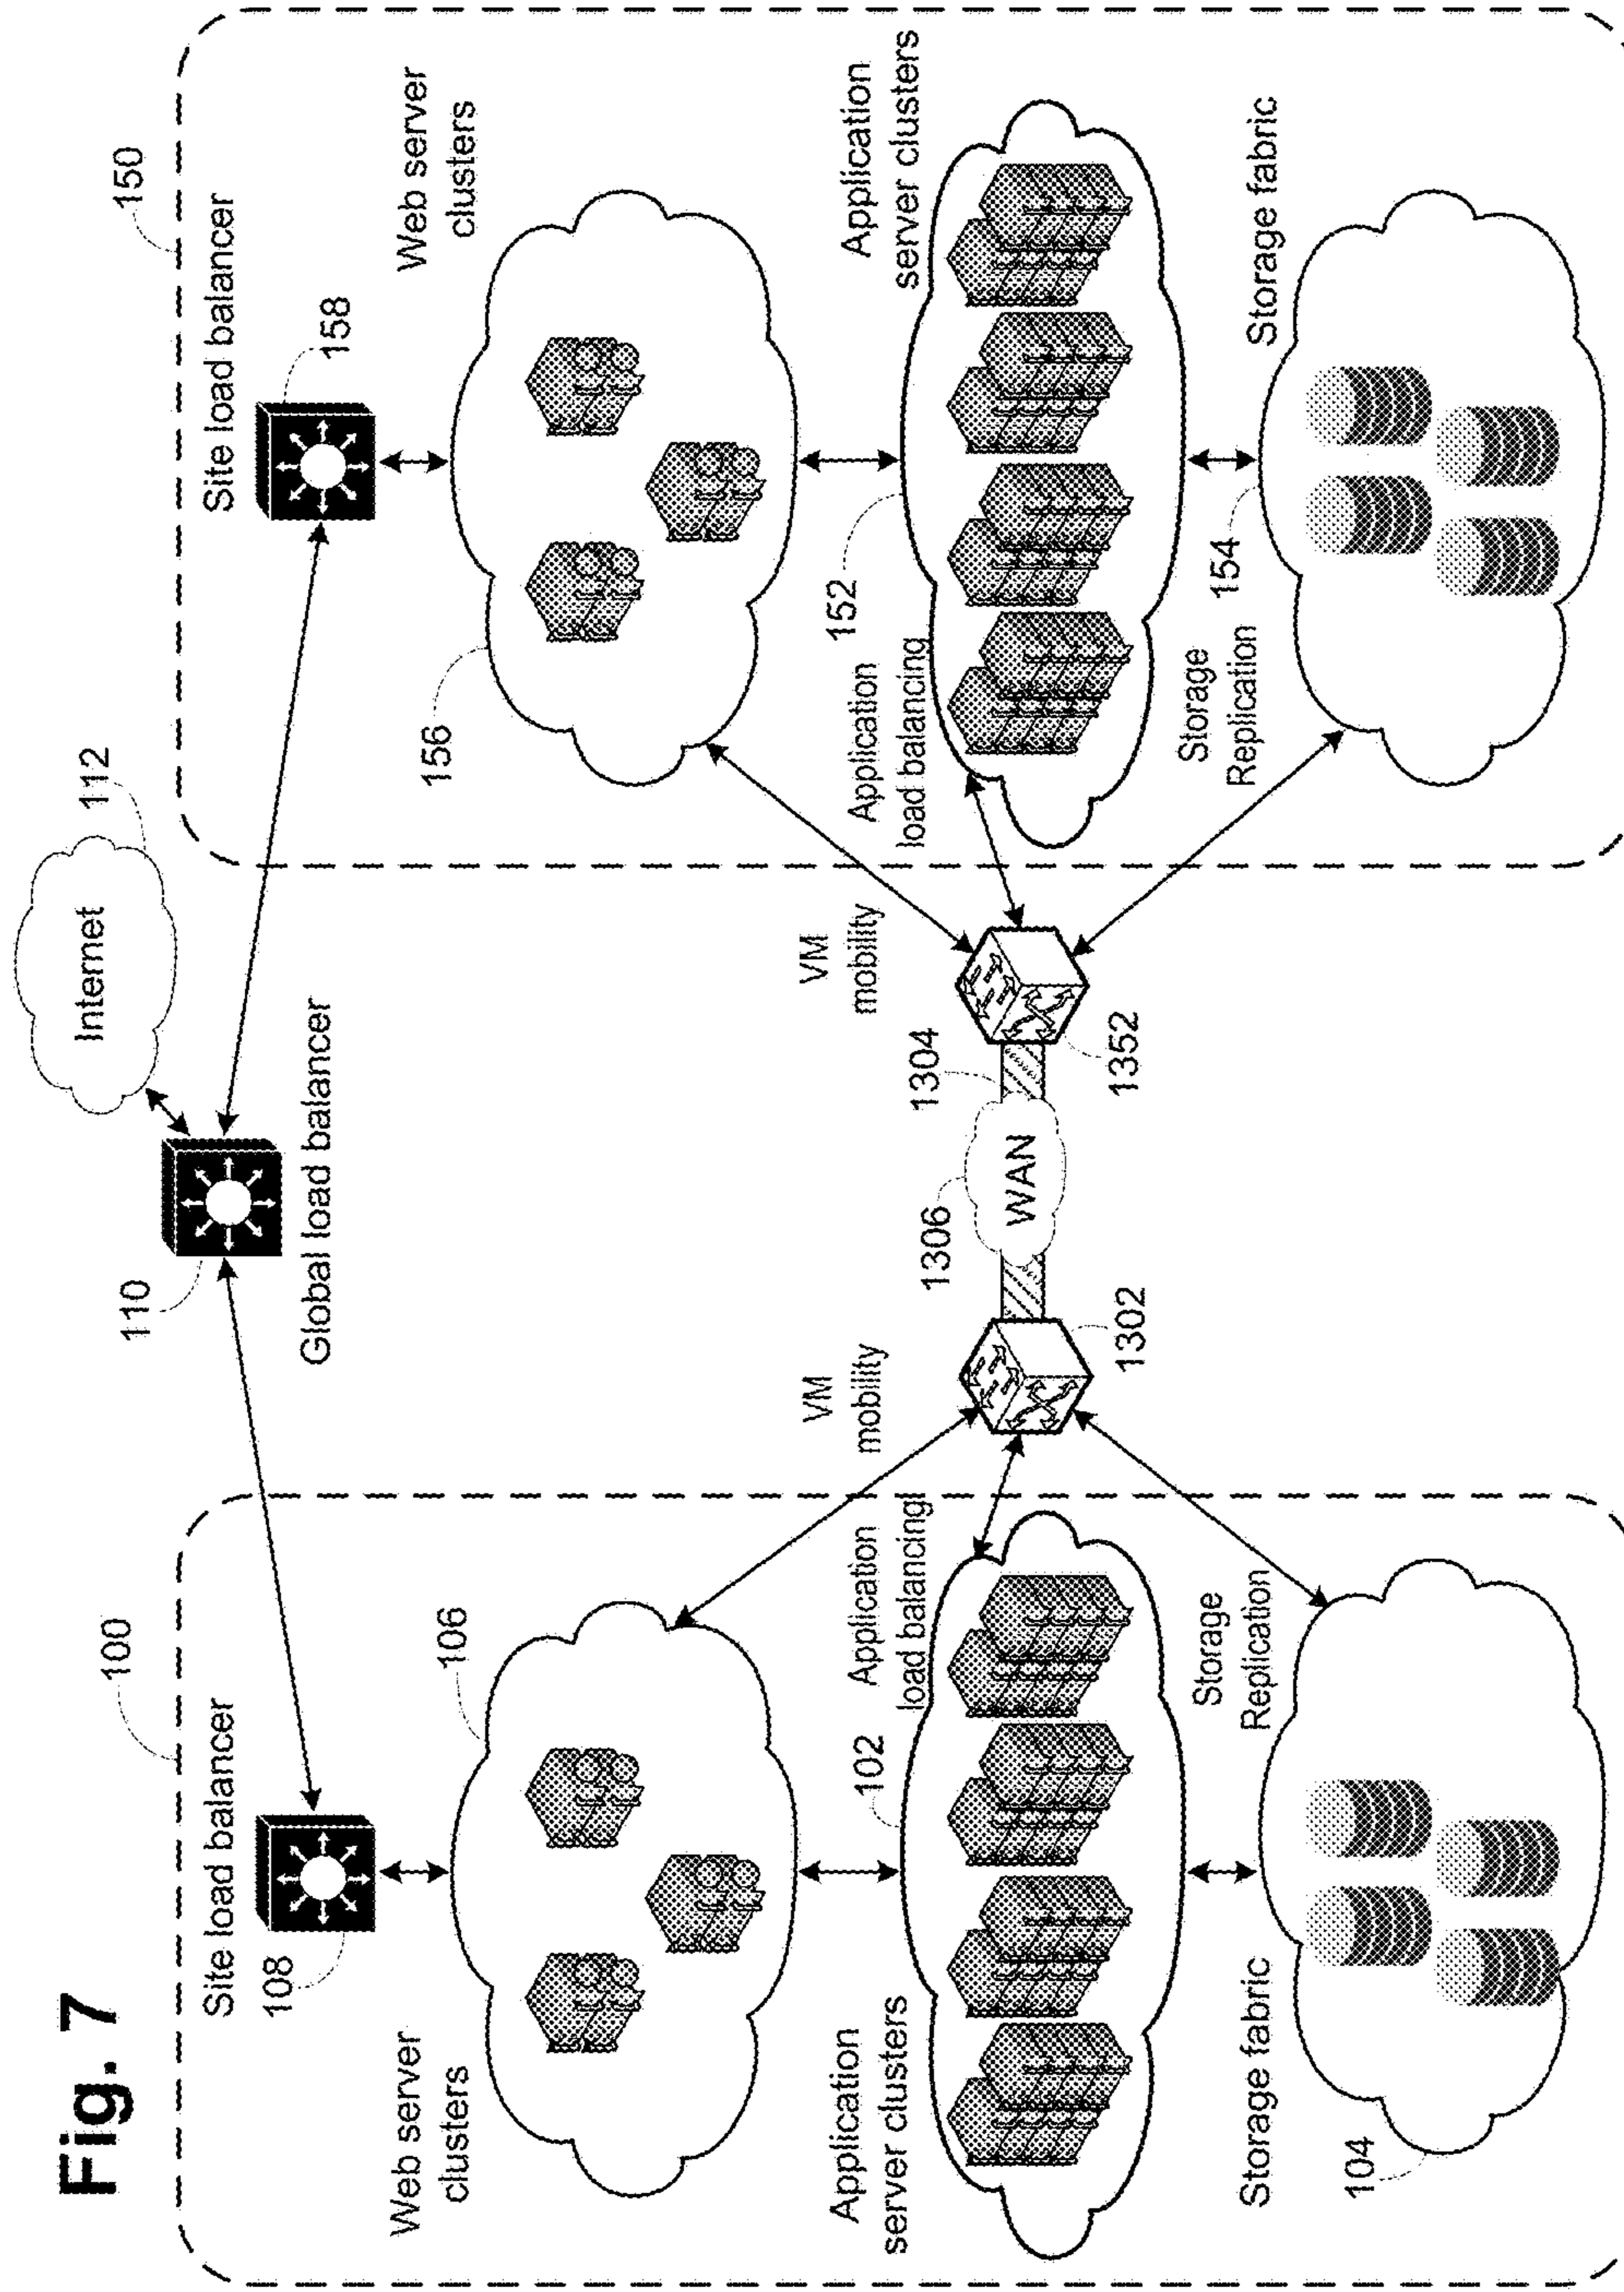 Fig. 7
Internet
112
110
Global load balancer
100
Site load balancer
108
Web server
clusters
106
VM
mobility
Application
server clusters
102
Application
load balancing
Storage
Replication
Storage fabric
104
1302
1306
WAN
1304
1352
150
Site load balancer
158
Web server
clusters
156
VM
mobility
Application
load balancing
152
Application
server clusters
Storage
Replication
154
Storage fabric